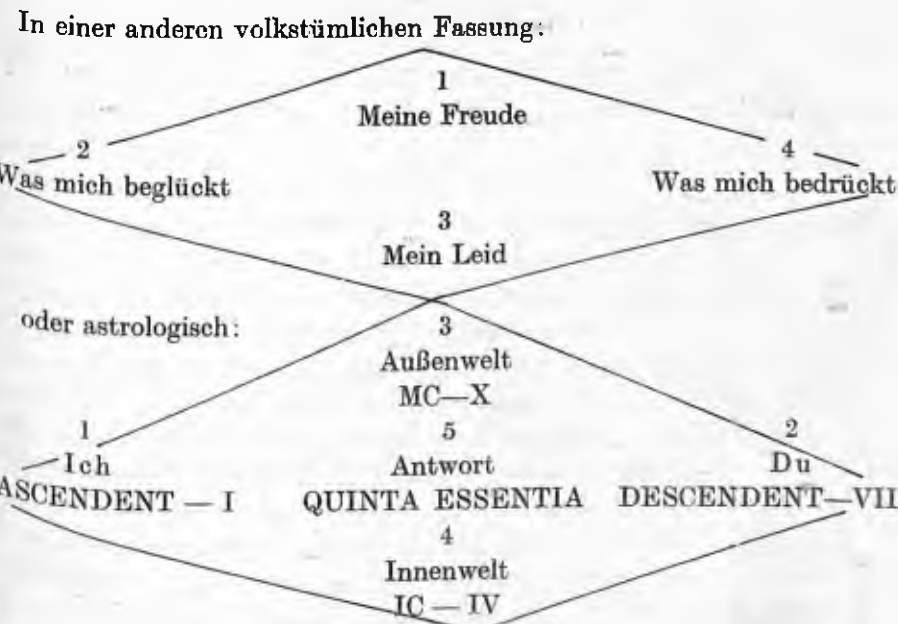 In einer anderen volkstümlichen Fassung:
1
Meine Freude
2 4
Was mich beglückt Was mich bedrückt
3
Mein Leid
oder astrologisch:
3
Außenwelt
MC—X
1 5 2
Ich Antwort Du
ASCENDENT — I QUINTA ESSENTIA DESCENDENT—VII
4
Innenwelt
IC — IV